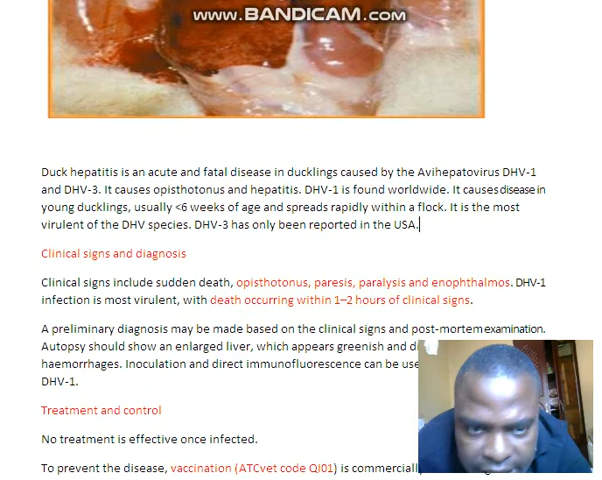 WWW.BANDICAM.COM
Duck hepatitis is an acute and fatal disease in ducklings caused by the Avihepatovirus DHV-1
and DHV-3. It causes opisthotonus and hepatitis. DHV-1 is found worldwide. It causes disease in
young ducklings, usually <6 weeks of age and spreads rapidly within a flock. It is the most
virulent of the DHV species. DHV-3 has only been reported in the USA.
Clinical signs and diagnosis
Clinical signs include sudden death, opisthotonus, paresis, paralysis and enophthalmos. DHV-1
infection is most virulent, with death occurring within 1–2 hours of clinical signs.
A preliminary diagnosis may be made based on the clinical signs and post-mortem examination.
Autopsy should show an enlarged liver, which appears greenish and
haemorrhages. Inoculation and direct immunofluorescence can be
DHV-1.
Treatment and control
No treatment is effective once infected.
To prevent the disease, vaccination (ATCvet code QI01) is